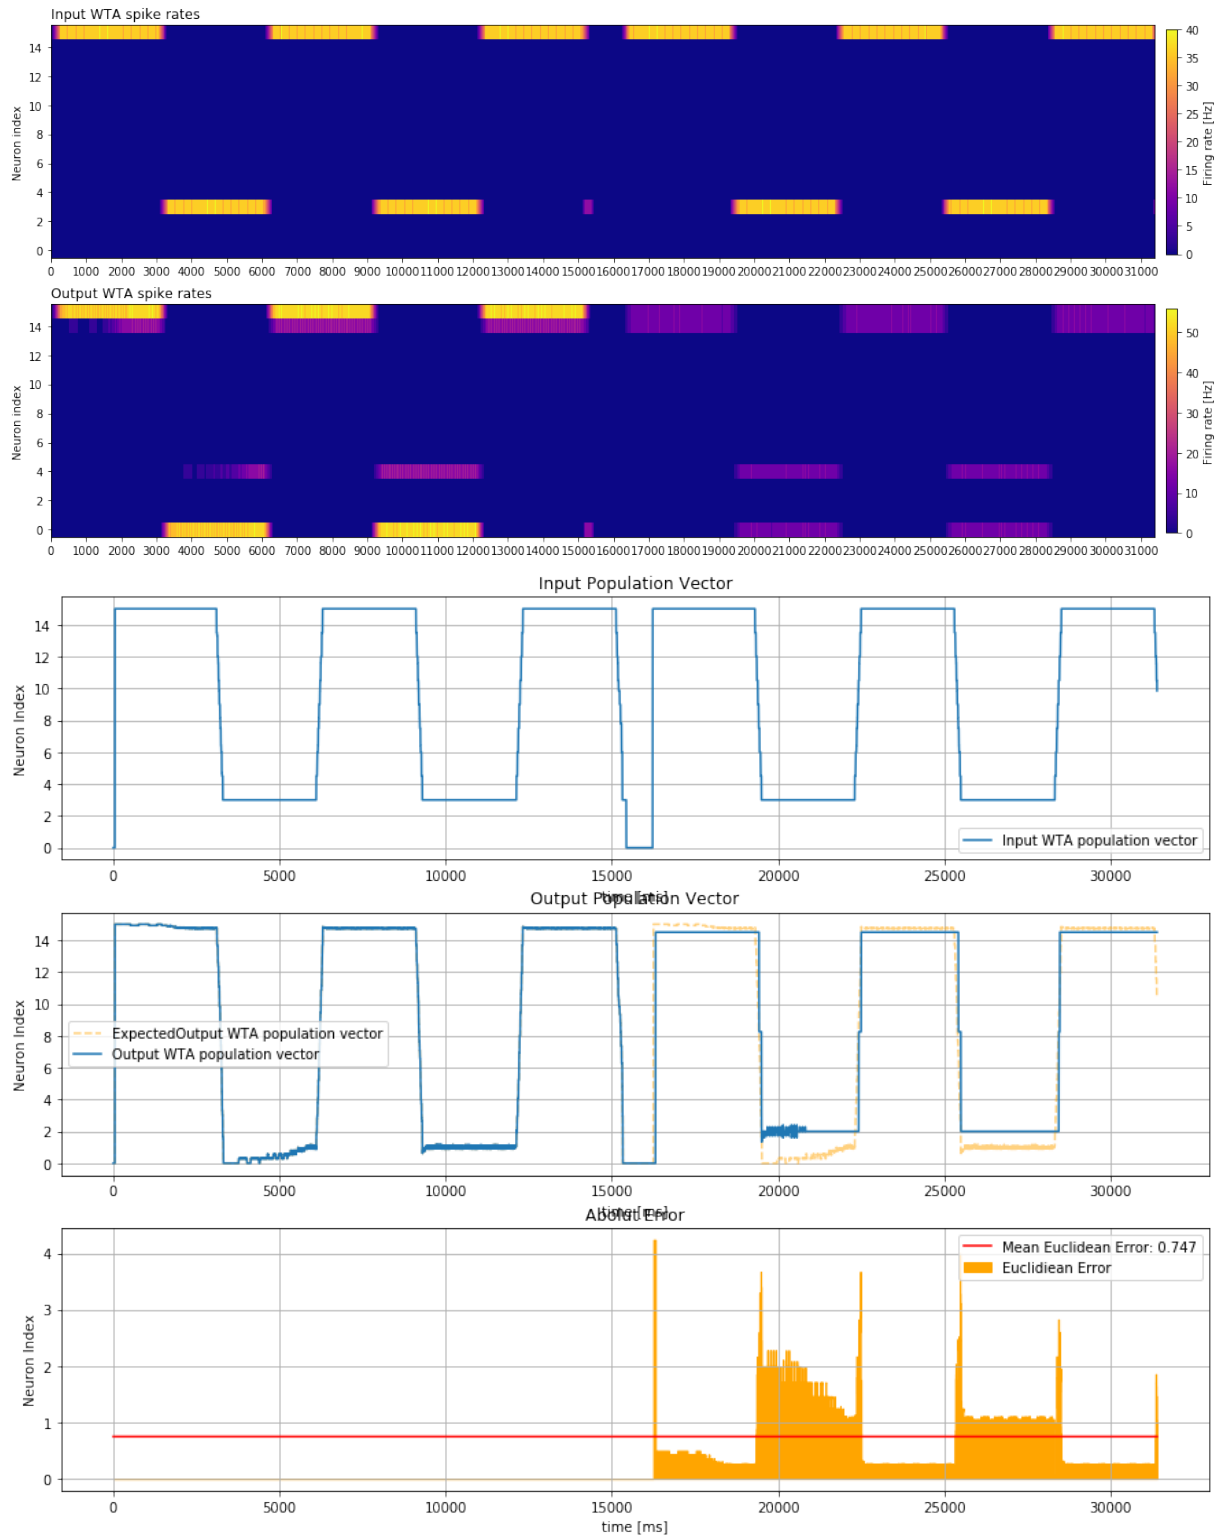 Input WTA spike rates
Neuron index
14
12
10
8
6
4
2
0
0 1000 2000 3000 4000 5000 6000 7000 8000 9000 10000 11000 12000 13000 14000 15000 16000 17000 18000 19000 20000 21000 22000 23000 24000 25000 26000 27000 28000 29000 30000 31000
40
35
30
25
20
15
10
5
0
Firing rate [Hz]
Output WTA spike rates
Neuron index
14
12
10
8
6
4
2
0
0 1000 2000 3000 4000 5000 6000 7000 8000 9000 10000 11000 12000 13000 14000 15000 16000 17000 18000 19000 20000 21000 22000 23000 24000 25000 26000 27000 28000 29000 30000 31000
50
40
30
20
10
0
Firing rate [Hz]
Input Population Vector
Neuron Index
14
12
10
8
6
4
2
0
Input WTA population vector
0 5000 10000 15000 20000 25000 30000
time [ms]
Output Population Vector
Neuron Index
14
12
10
8
6
4
2
0
ExpectedOutput WTA population vector
Output WTA population vector
0 5000 10000 15000 20000 25000 30000
time [ms]
Abolut Error
Neuron Index
4
3
2
1
0
Mean Euclidean Error: 0.747
Euclidiean Error
0 5000 10000 15000 20000 25000 30000
time [ms]